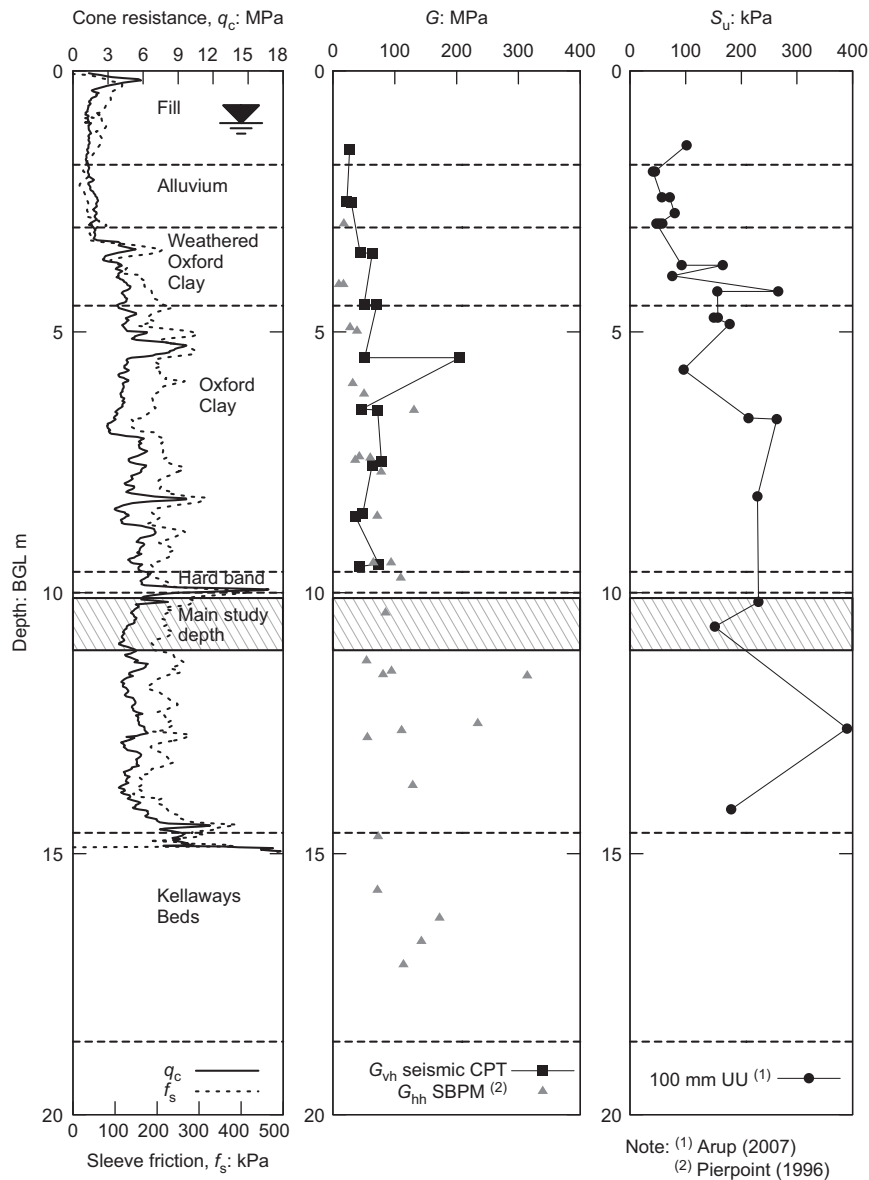 Cone resistance, qc: MPa
0 3 6 9 12 15 18
G: MPa
0 100 200 300 400
Su: kPa
0 100 200 300 400
Depth: BGL m
0
5
10
15
20
Fill
Alluvium
Weathered
Oxford
Clay
Oxford
Clay
Hard band
Main study
depth
Kellaways
Beds
qc
fs
0 100 200 300 400 500
Sleeve friction, fs: kPa
0
5
10
15
20
Gvh seismic CPT
Ghh SBPM (2)
0
5
10
15
20
100 mm UU (1)
Note: (1) Arup (2007)
(2) Pierpoint (1996)